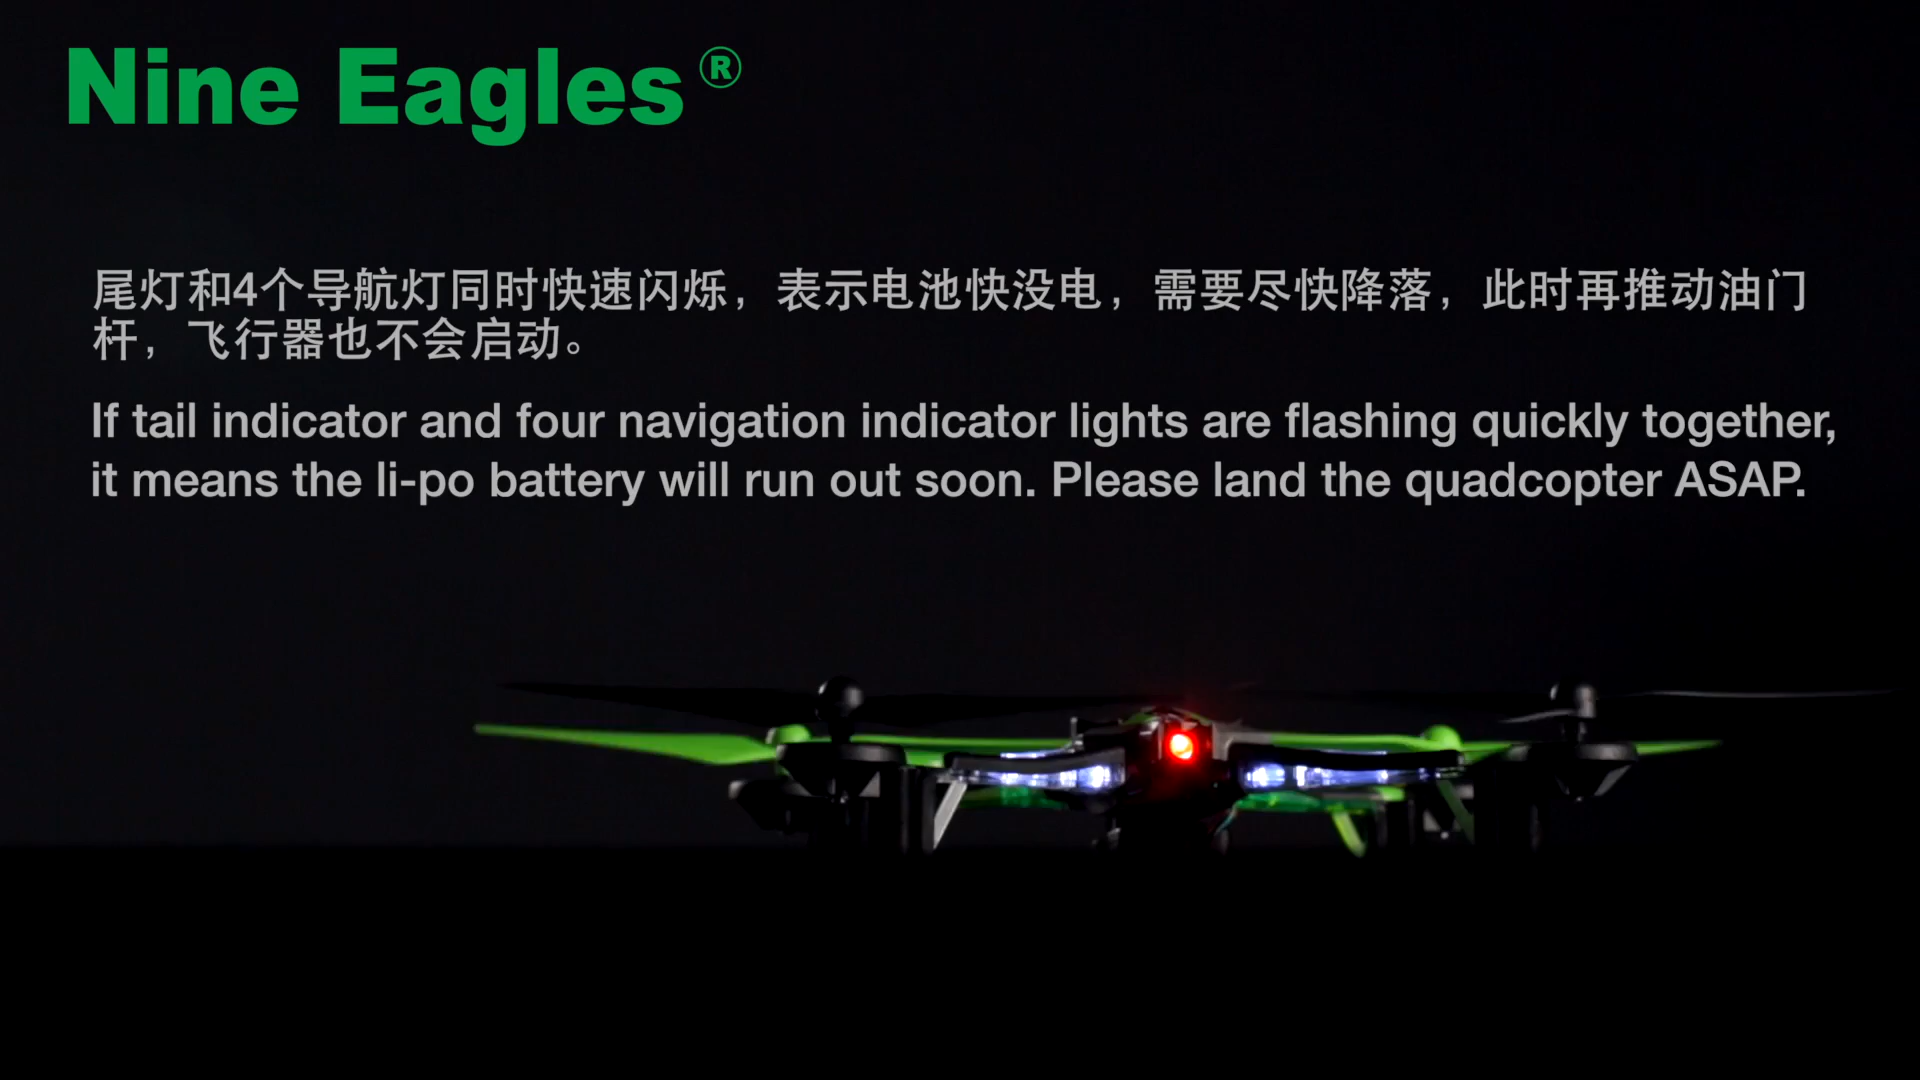 Nine Eagles®
尾灯和4个导航灯同时快速闪烁，表示电池快没电，需要尽快降落，此时再推动油门
杆，飞行器也不会启动。
If tail indicator and four navigation indicator lights are flashing quickly together,
it means the li-po battery will run out soon. Please land the quadcopter ASAP.